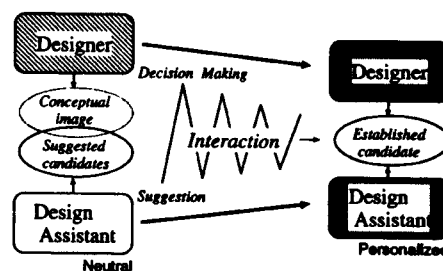 Designer
Decision Making
Designer
Conceptual
image
Suggested
candidates
Interaction
Established
candidate
Suggestion
Design
Assistant
Design
Assistant
Neutral
Personalized